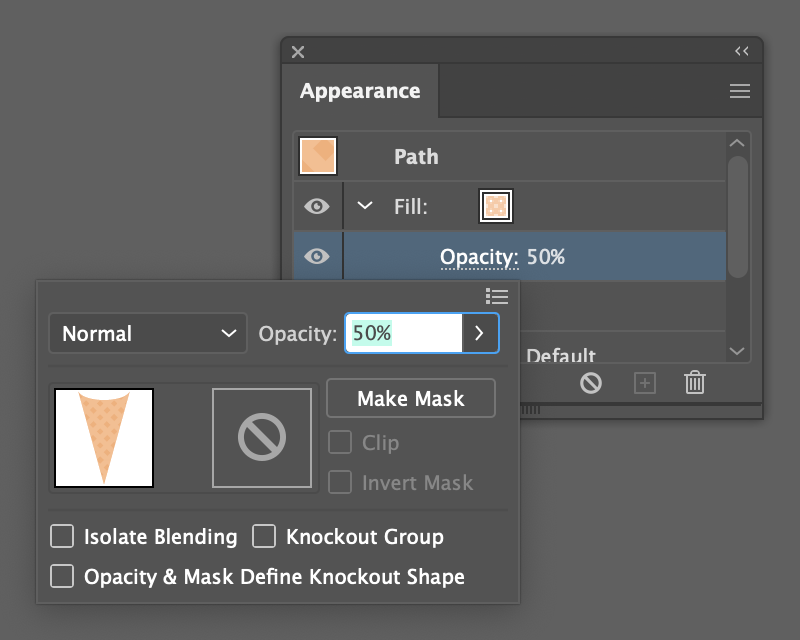 Appearance
Path
Fill:
Opacity: 50%
Default
Normal
Opacity: 50%
Make Mask
Clip
Invert Mask
Isolate Blending
Knockout Group
Opacity & Mask Define Knockout Shape